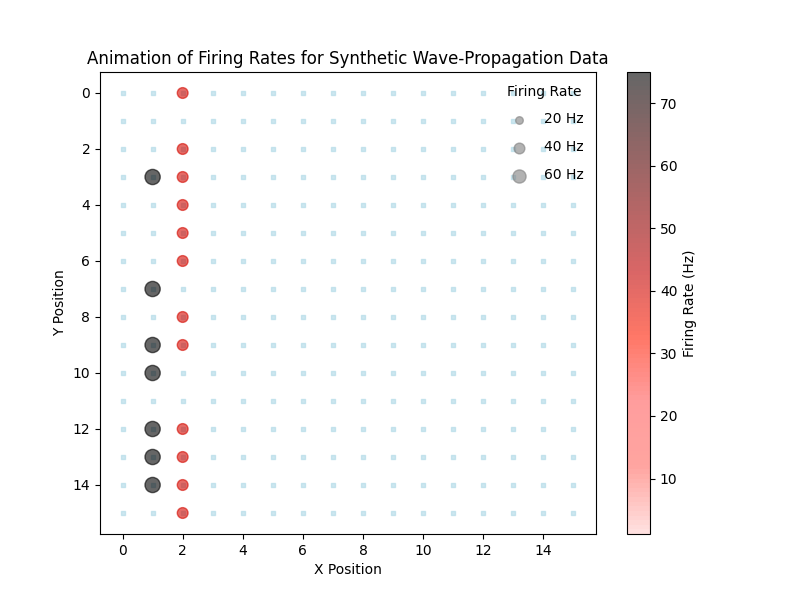 Animation of Firing Rates for Synthetic Wave-Propagation Data
Firing Rate
20 Hz
40 Hz
60 Hz
0
2
4
6
8
10
12
14
Y Position
0 2 4 6 8 10 12 14
X Position
70
60
50
40
30
20
10
Firing Rate (Hz)